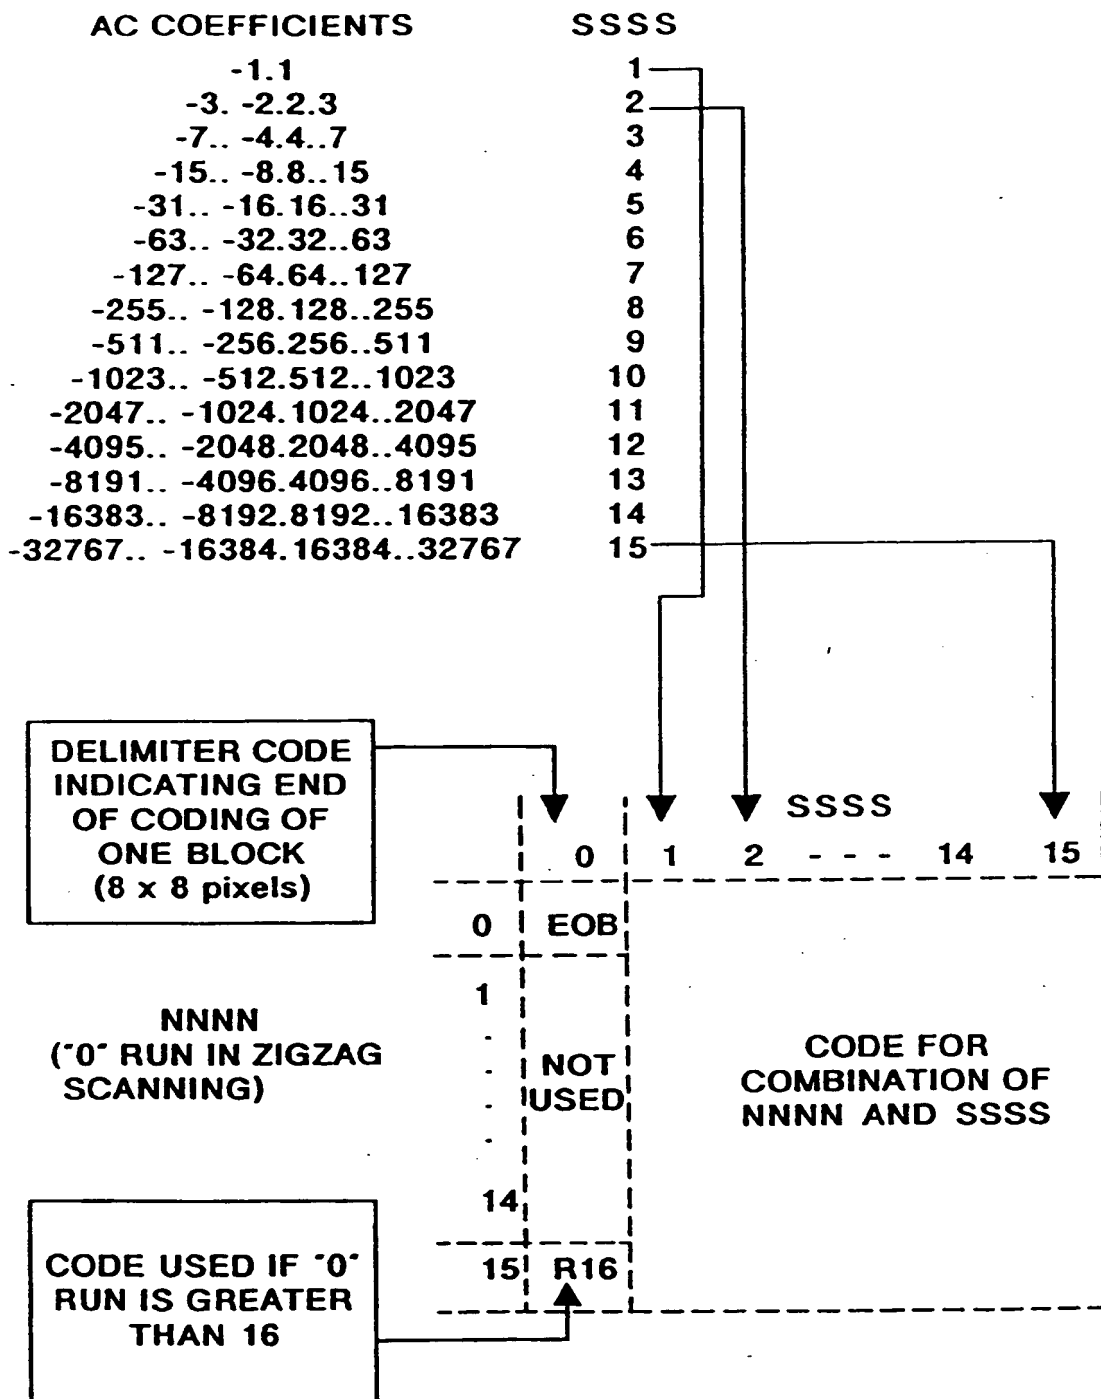 AC COEFFICIENTS SSSS
-1.1 1
-3. -2.2.3 2
-7.. -4.4..7 3
-15.. -8.8..15 4
-31.. -16.16..31 5
-63.. -32.32..63 6
-127.. -64.64..127 7
-255.. -128.128..255 8
-511.. -256.256..511 9
-1023.. -512.512..1023 10
-2047.. -1024.1024..2047 11
-4095.. -2048.2048..4095 12
-8191.. -4096.4096..8191 13
-16383.. -8192.8192..16383 14
-32767.. -16384.16384..32767 15
DELIMITER CODE
INDICATING END
OF CODING OF
ONE BLOCK
(8 x 8 pixels)
SSSS
0 1 2 - - - 14 15
0 EOB
1
NNNN
("0" RUN IN ZIGZAG
SCANNING)
NOT
USED
CODE FOR
COMBINATION OF
NNNN AND SSSS
14
15 R16
CODE USED IF "0"
RUN IS GREATER
THAN 16